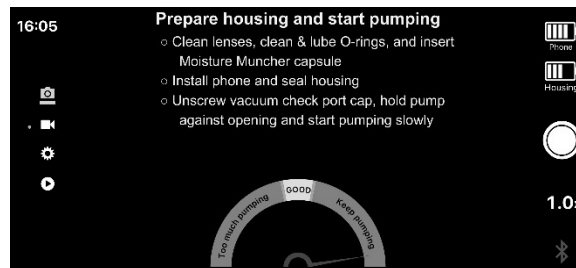 16:05
Prepare housing and start pumping
○ Clean lenses, clean & lube O-rings, and insert
Moisture Muncher capsule
○ Install phone and seal housing
○ Unscrew vacuum check port cap, hold pump
against opening and start pumping slowly
Phone
Housing
Too much pumping
GOOD
Keep pumping
1.0